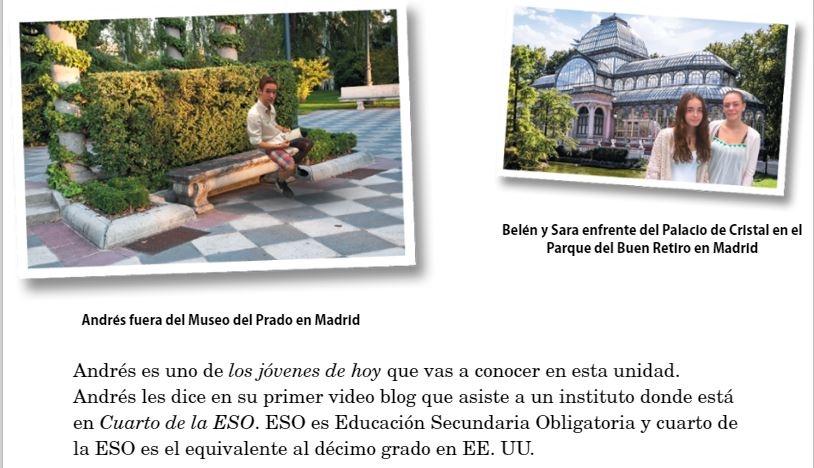 Belén y Sara enfrente del Palacio de Cristal en el
Parque del Buen Retiro en Madrid
Andrés fuera del Museo del Prado en Madrid
Andrés es uno de los jóvenes de hoy que vas a conocer en esta unidad.
Andrés les dice en su primer video blog que asiste a un instituto donde está
en Cuarto de la ESO. ESO es Educación Secundaria Obligatoria y cuarto de
la ESO es el equivalente al décimo grado en EE. UU.